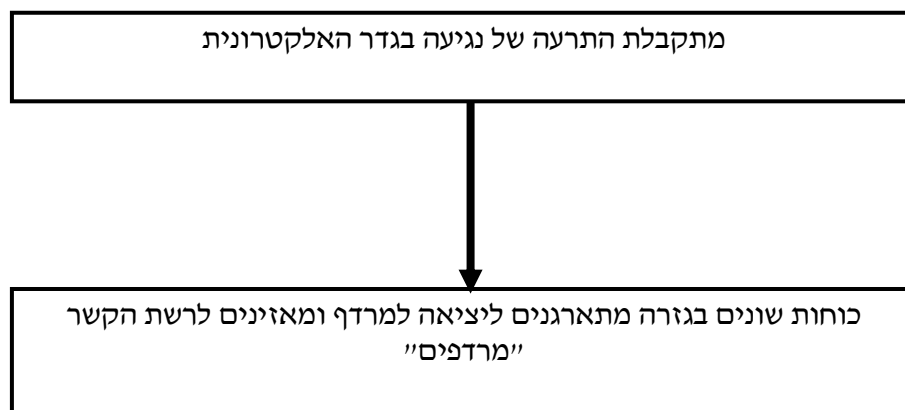 מתקבלת התרעה של נגיעה בגדר האלקטרונית
כוחות שונים בגזרה מתארגנים ליציאה למרדף ומאזינים לרשת הקשר
״מרדפים״